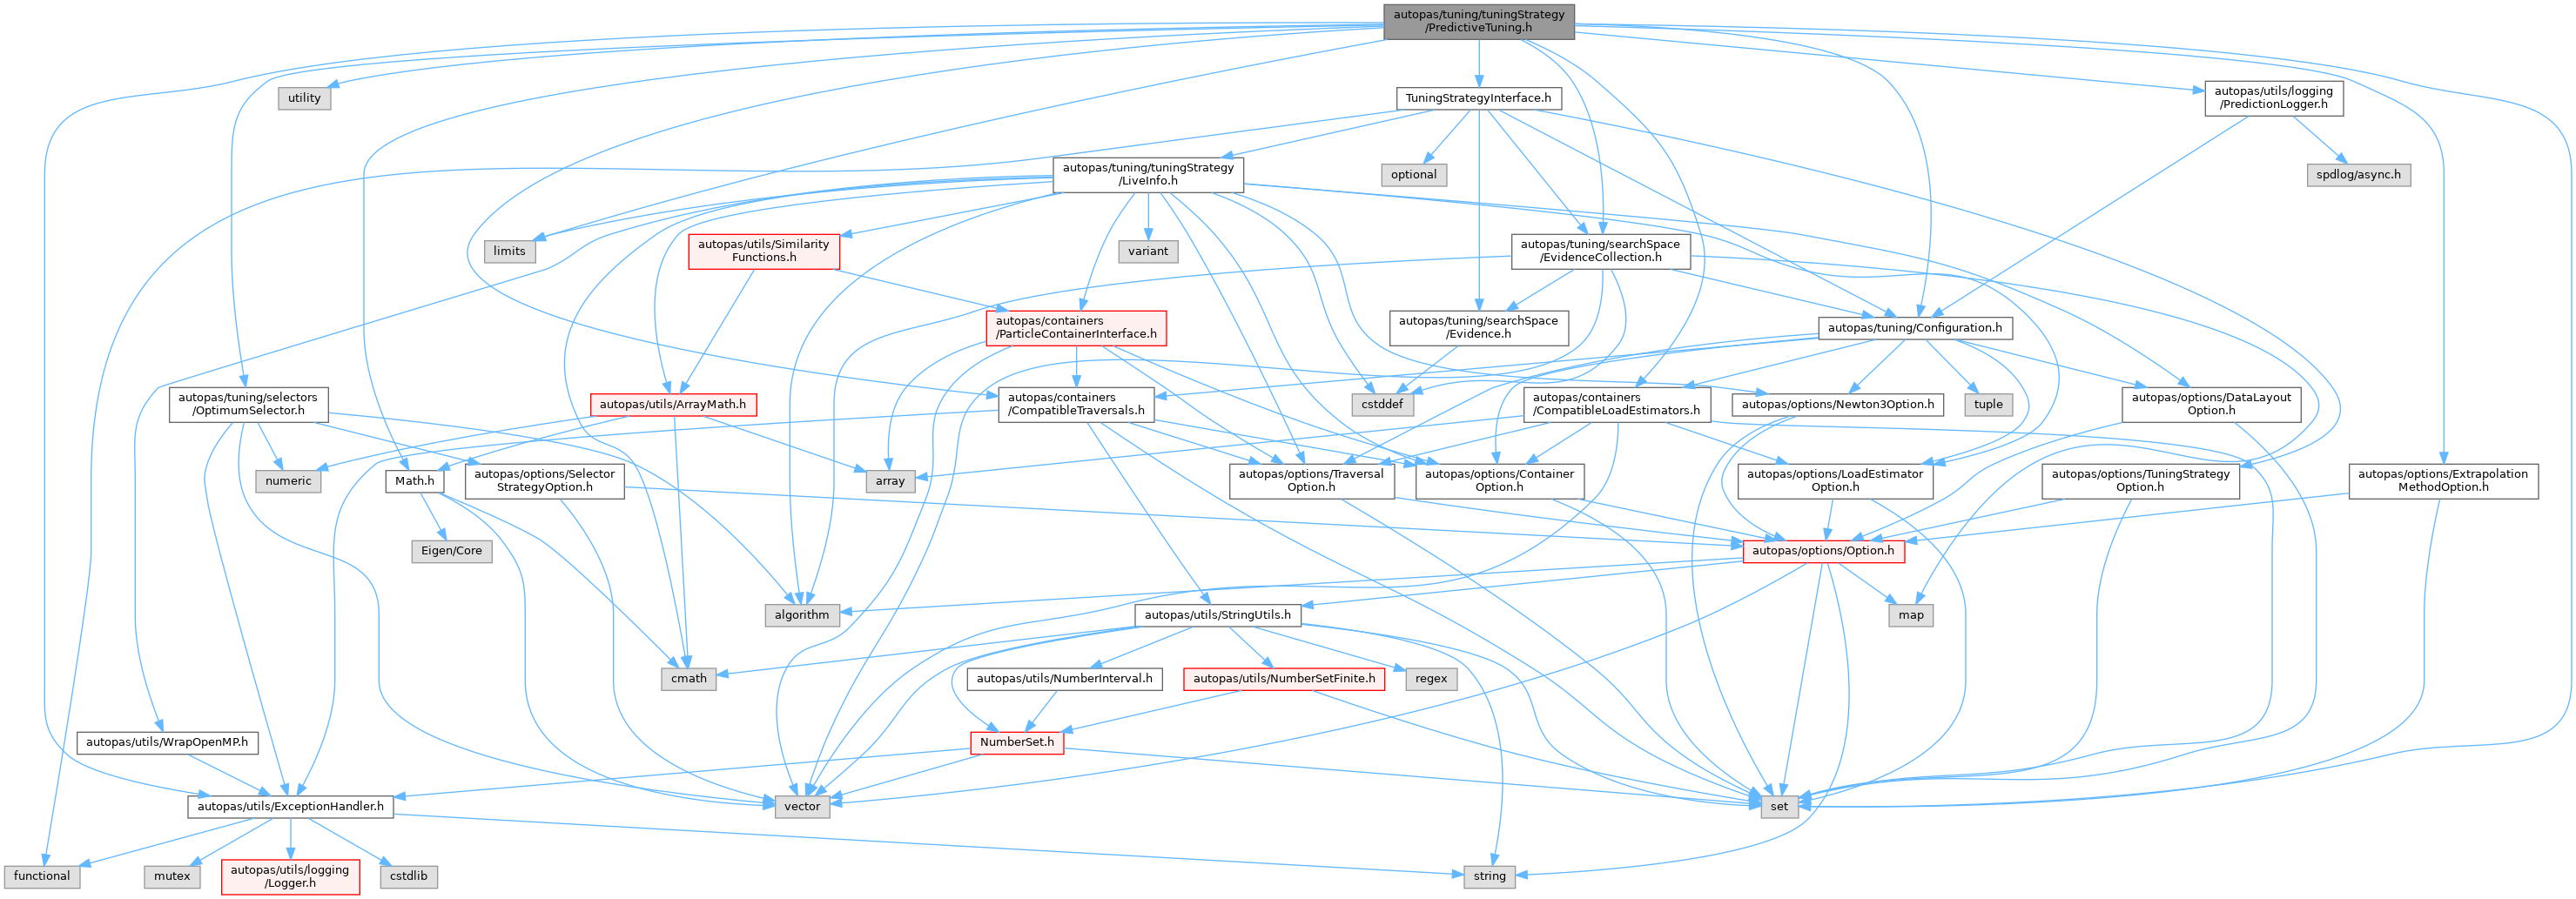 autopas/tuning/tuningStrategy
/PredictiveTuning.h
utility
TuningStrategyInterface.h
autopas/utils/logging
/PredictionLogger.h
autopas/tuning/tuningStrategy
/LiveInfo.h
optional
spdlog/async.h
limits
autopas/utils/Similarity
Functions.h
variant
autopas/tuning/searchSpace
/EvidenceCollection.h
autopas/containers
/ParticleContainerInterface.h
autopas/tuning/searchSpace
/Evidence.h
autopas/tuning/Configuration.h
autopas/tuning/selectors
/OptimumSelector.h
autopas/utils/ArrayMath.h
autopas/containers
/CompatibleTraversals.h
cstddef
autopas/containers
/CompatibleLoadEstimators.h
autopas/options/Newton3Option.h
tuple
autopas/options/DataLayout
Option.h
numeric
Math.h
autopas/options/Selector
StrategyOption.h
array
autopas/options/Traversal
Option.h
autopas/options/Container
Option.h
autopas/options/LoadEstimator
Option.h
autopas/options/TuningStrategy
Option.h
autopas/options/Extrapolation
MethodOption.h
Eigen/Core
autopas/options/Option.h
algorithm
autopas/utils/StringUtils.h
map
cmath
autopas/utils/NumberInterval.h
autopas/utils/NumberSetFinite.h
regex
autopas/utils/WrapOpenMP.h
NumberSet.h
autopas/utils/ExceptionHandler.h
vector
set
functional
mutex
autopas/utils/logging
/Logger.h
cstdlib
string